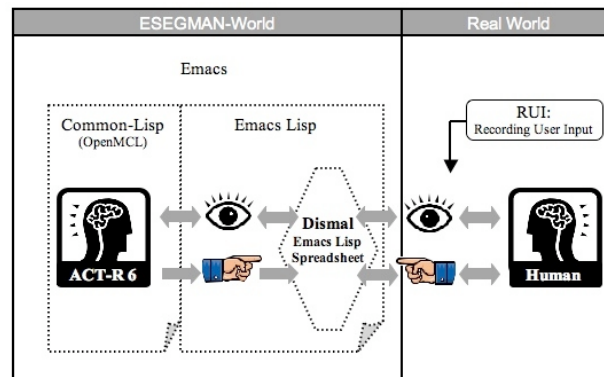 ESEGMAN-World
Real World
Emacs
Common-Lisp
(OpenMCL)
Emacs Lisp
RUI:
Recording User Input
Dismal
Emacs Lisp
Spreadsheet
ACT-R 6
Human